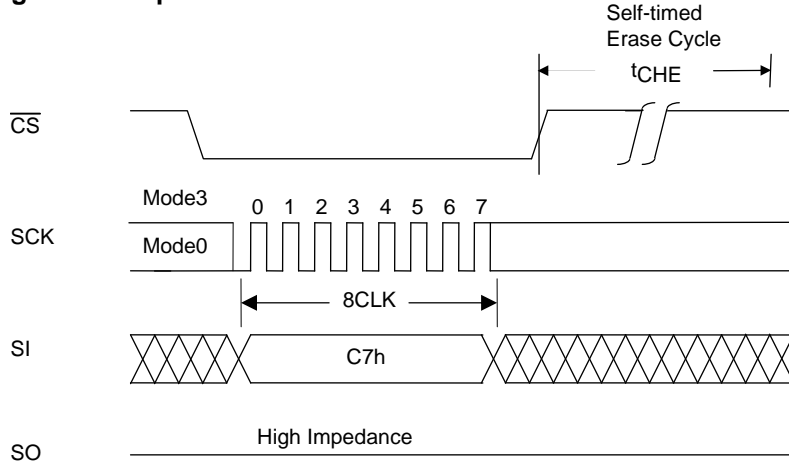 Self-timed
Erase Cycle
tCHE
CS
Mode3
0 1 2 3 4 5 6 7
SCK
Mode0
8CLK
SI
C7h
High Impedance
SO